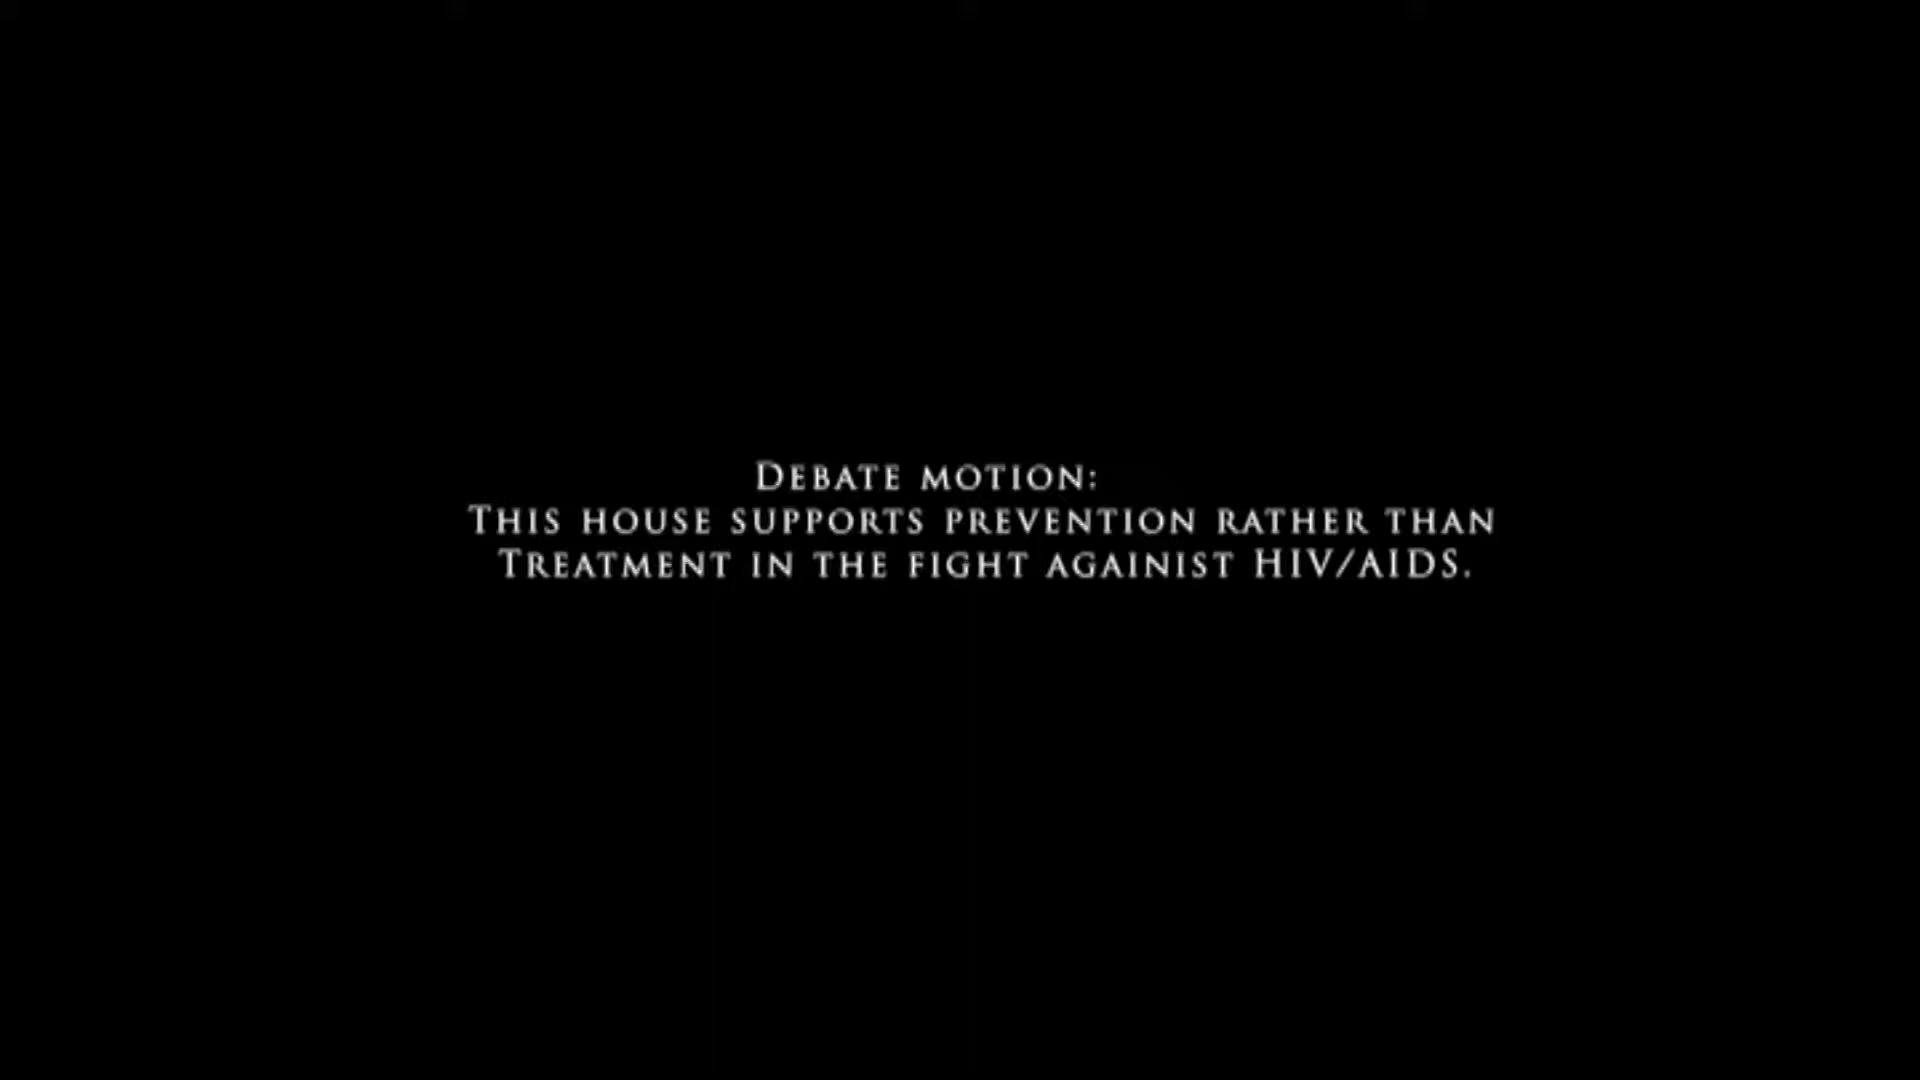 Debate motion:
This house supports prevention rather than
Treatment in the fight againist HIV/AIDS.